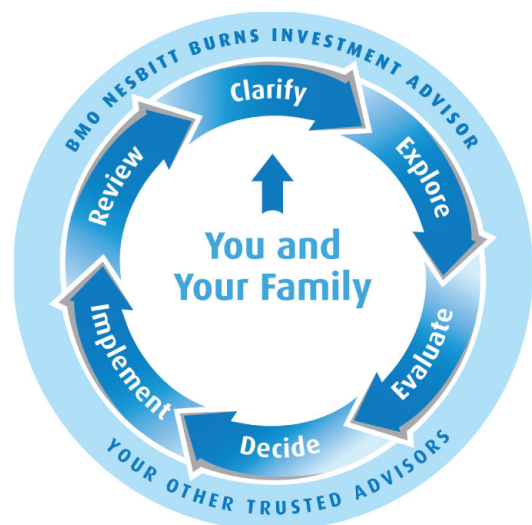 BMO NESBITT BURNS INVESTMENT ADVISOR
Clarify
Explore
Evaluate
Decide
Implement
Review
You and
Your Family
YOUR OTHER TRUSTED ADVISORS